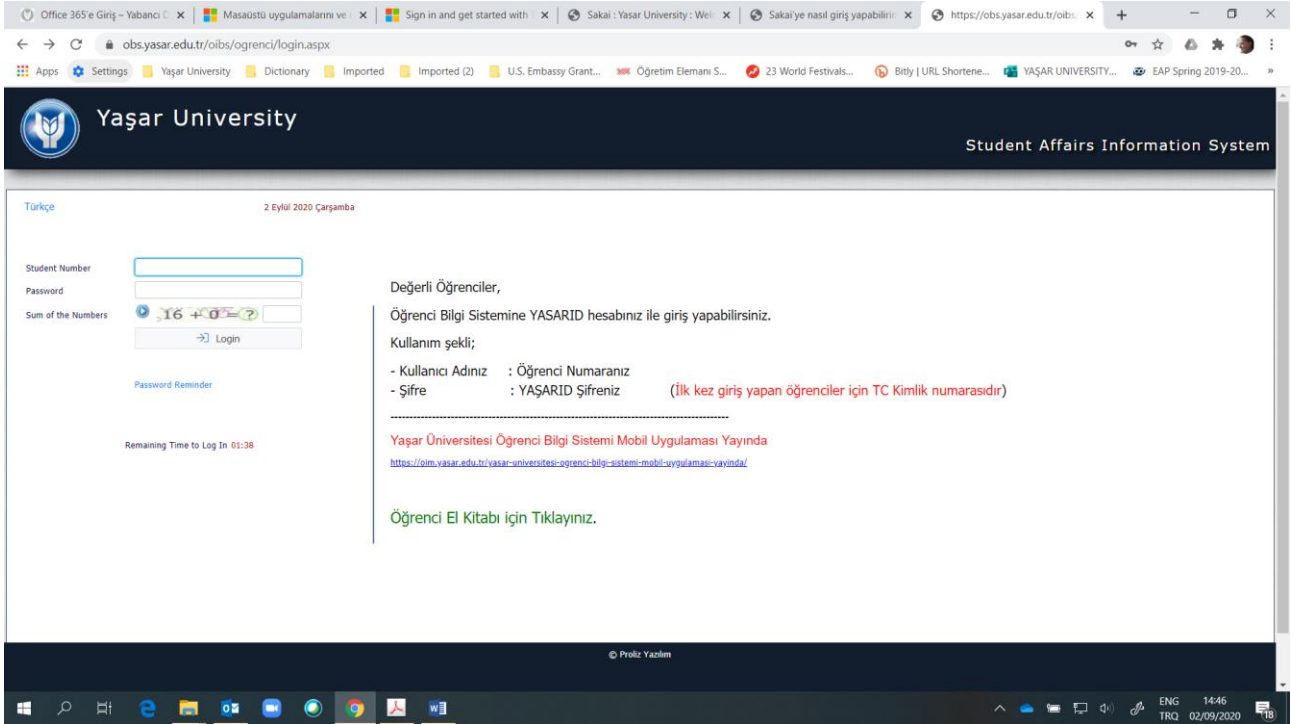 Office 365'e Giriş – Yabancı D
Masaüstü uygulamalarını ve
Sign in and get started with
Sakai : Yasar University : Wel
Sakai'ye nasıl giriş yapabilirim
https://obs.yasar.edu.tr/oibs
obs.yasar.edu.tr/oibs/ogrenci/login.aspx
Apps Settings Yaşar University Dictionary Imported Imported (2) U.S. Embassy Grant... Öğretim Elemanı S... 23 World Festivals... Bitly | URL Shortene... YAŞAR UNIVERSITY... EAP Spring 2019-20... »
Yaşar University
Student Affairs Information System
Türkçe 2 Eylül 2020 Çarşamba
Student Number
Password
Sum of the Numbers 16 + 0 = ?
Login
Password Reminder
Remaining Time to Log In 01:38
Değerli Öğrenciler,
Öğrenci Bilgi Sistemine YASARID hesabınız ile giriş yapabilirsiniz.
Kullanım şekli;
- Kullanıcı Adınız : Öğrenci Numaranız
- Şifre : YAŞARID Şifreniz (İlk kez giriş yapan öğrenciler için TC Kimlik numarasıdır)
------------------------------------------------------------------------------------------
Yaşar Üniversitesi Öğrenci Bilgi Sistemi Mobil Uygulaması Yayında
https://oim.yasar.edu.tr/yasar-universitesi-ogrenci-bilgi-sistemi-mobil-uygulamasi-yayinda/
Öğrenci El Kitabı için Tıklayınız.
© Proliz Yazılım
ENG 14:46
TRQ 02/09/2020
18